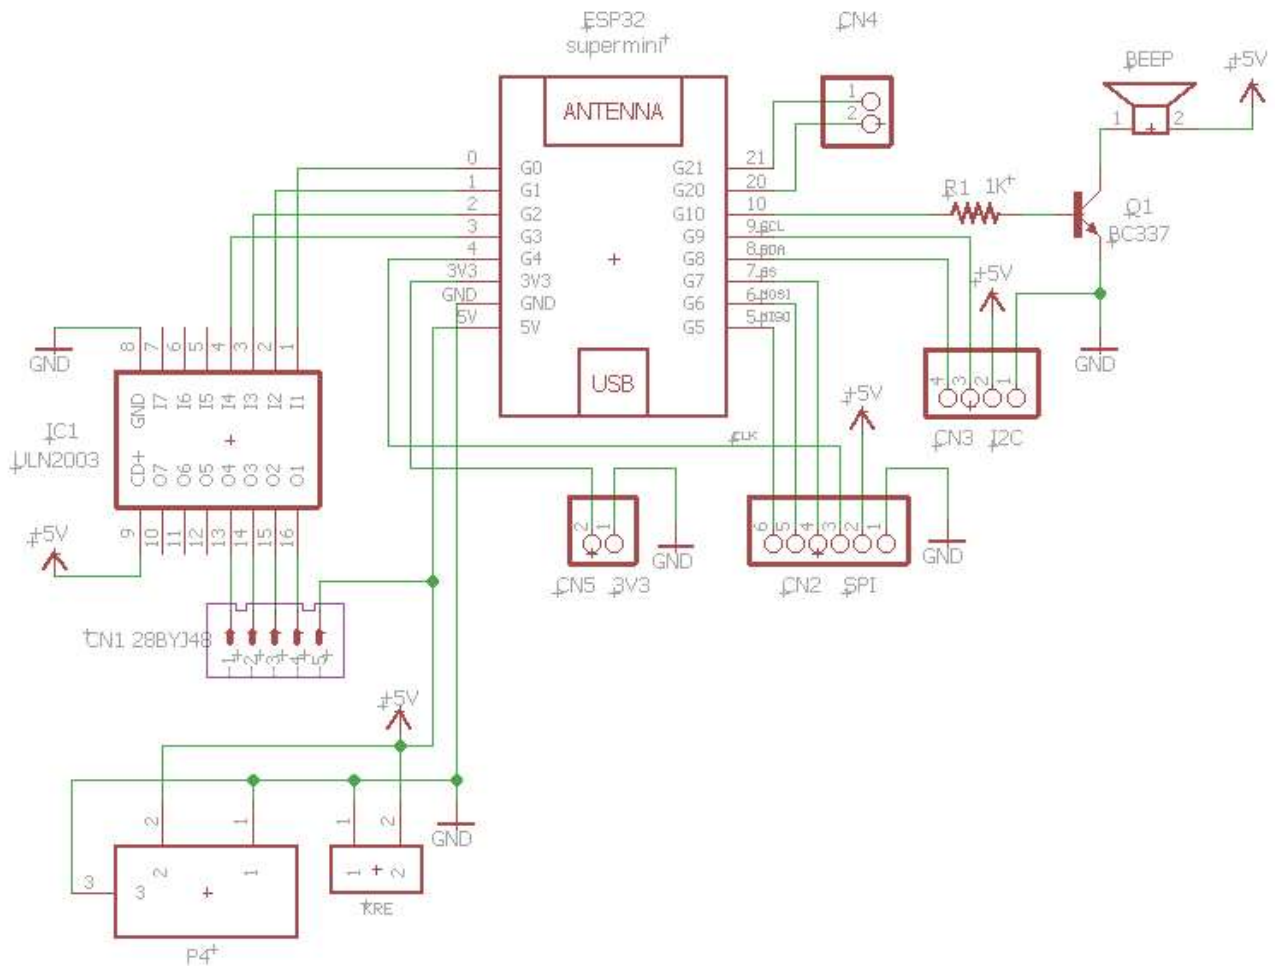 ESP32
supermini
CN4
ANTENNA
1
2
BEEP
+5V
1
2
0
1
2
3
4
3V3
GND
5V
G0
G1
G2
G3
G4
3V3
GND
5V
G21
G20
G10
G9
G8
G7
G6
G5
21
20
10
9 SCL
8 SDA
7 SS
6 MOSI
5 MISO
R1 1K
Q1
BC337
+5V
GND
USB
GND
8 7 6 5 4 3 2 1
GND I7 I6 I5 I4 I3 I2 I1
IC1
ULN2003
CD+ O7 O6 O5 O4 O3 O2 O1
9 10 11 12 13 14 15 16
+5V
4 3 2 1
CN3 I2C
+5V
CLK
2 1
CN5 3V3
GND
6 5 4 3 2 1
CN2 SPI
GND
CN1 28BYJ48
1 2 3 4 5
+5V
2 1
1 2
GND
3
3
2 1
1 2
KRE
P4